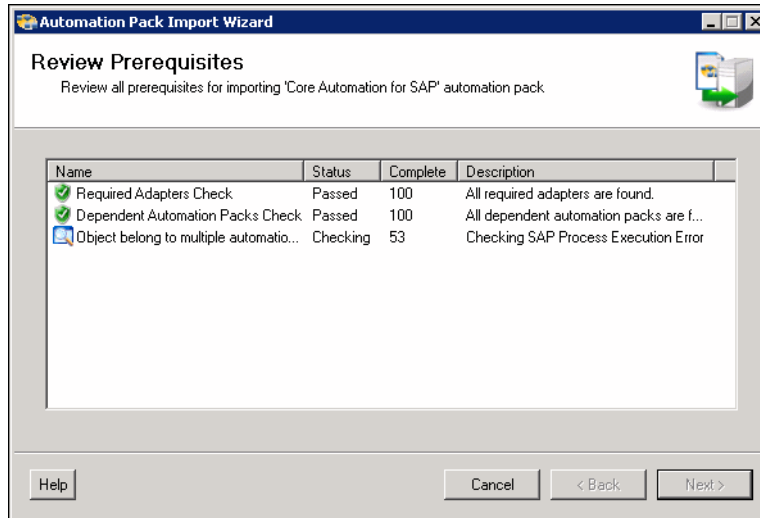 Automation Pack Import Wizard
Review Prerequisites
Review all prerequisites for importing 'Core Automation for SAP' automation pack
Name Status Complete Description
Required Adapters Check Passed 100 All required adapters are found.
Dependent Automation Packs Check Passed 100 All dependent automation packs are f...
Object belong to multiple automatio... Checking 53 Checking SAP Process Execution Error
Help Cancel < Back Next >